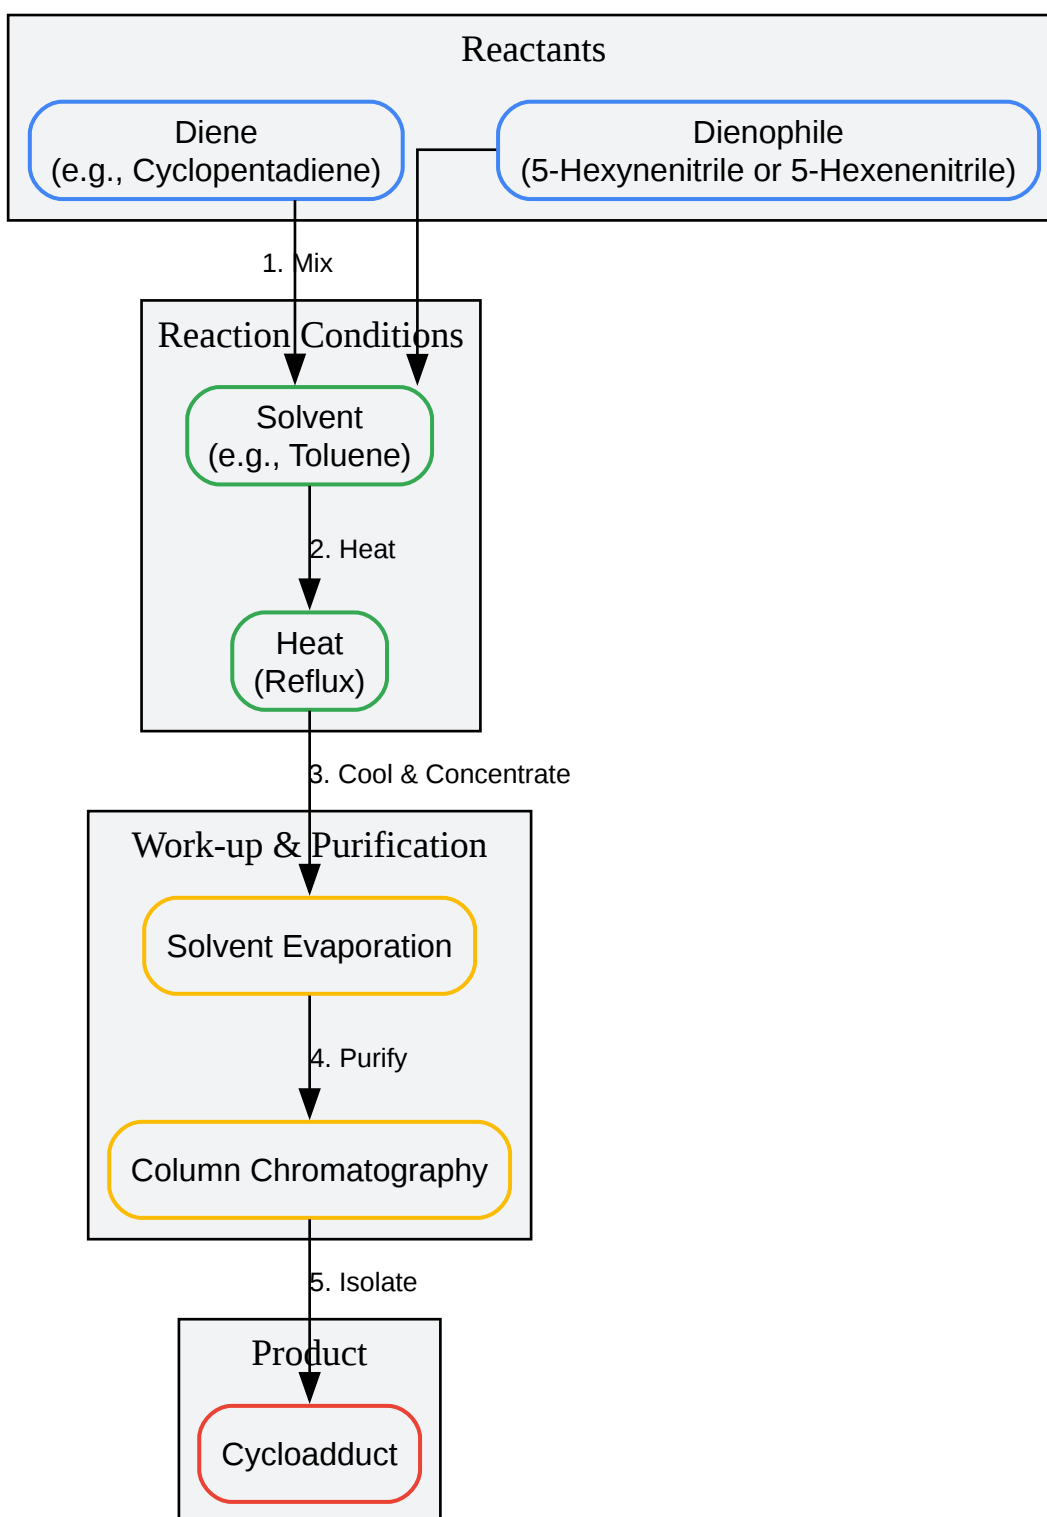 Reactants
Diene
(e.g., Cyclopentadiene)
Dienophile
(5-Hexynenitrile or 5-Hexenenitrile)
1. Mix
Reaction Conditions
Solvent
(e.g., Toluene)
2. Heat
Heat
(Reflux)
3. Cool & Concentrate
Work-up & Purification
Solvent Evaporation
4. Purify
Column Chromatography
5. Isolate
Product
Cycloadduct